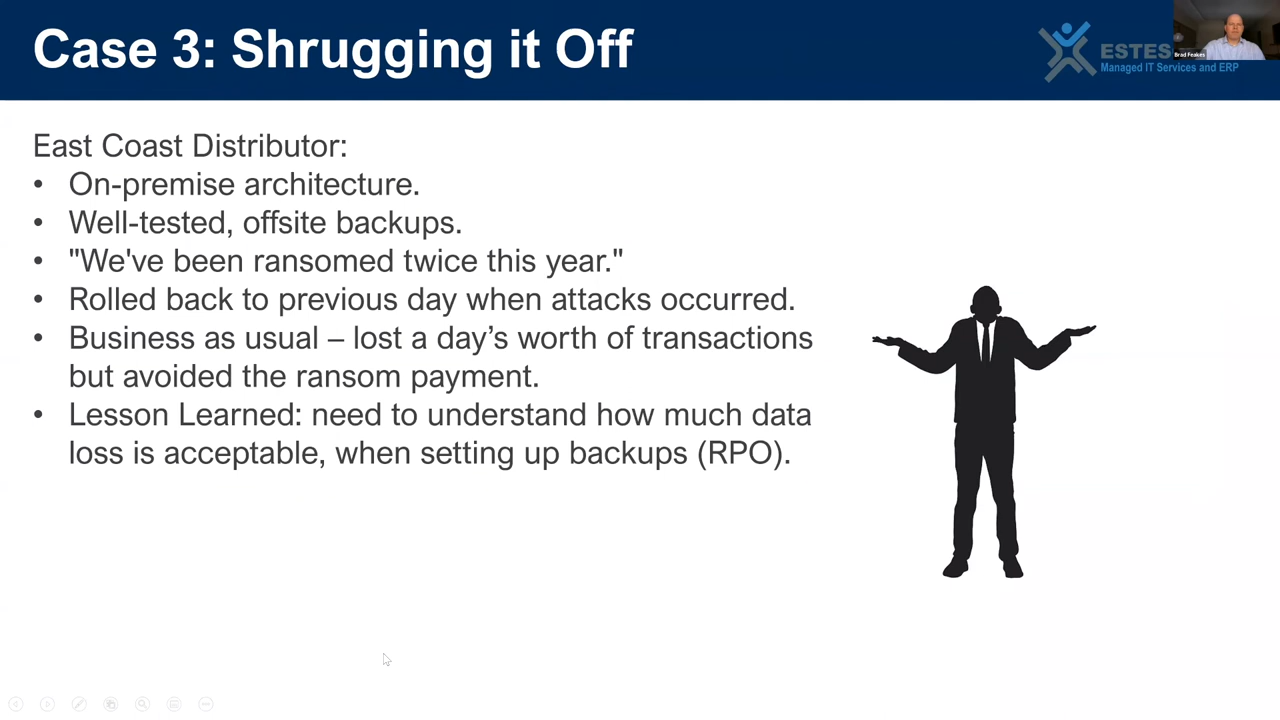 Case 3: Shrugging it Off
ESTES
Managed IT Services and ERP
Brad Feakes
East Coast Distributor:
• On-premise architecture.
• Well-tested, offsite backups.
• "We've been ransomed twice this year."
• Rolled back to previous day when attacks occurred.
• Business as usual – lost a day’s worth of transactions
but avoided the ransom payment.
• Lesson Learned: need to understand how much data
loss is acceptable, when setting up backups (RPO).